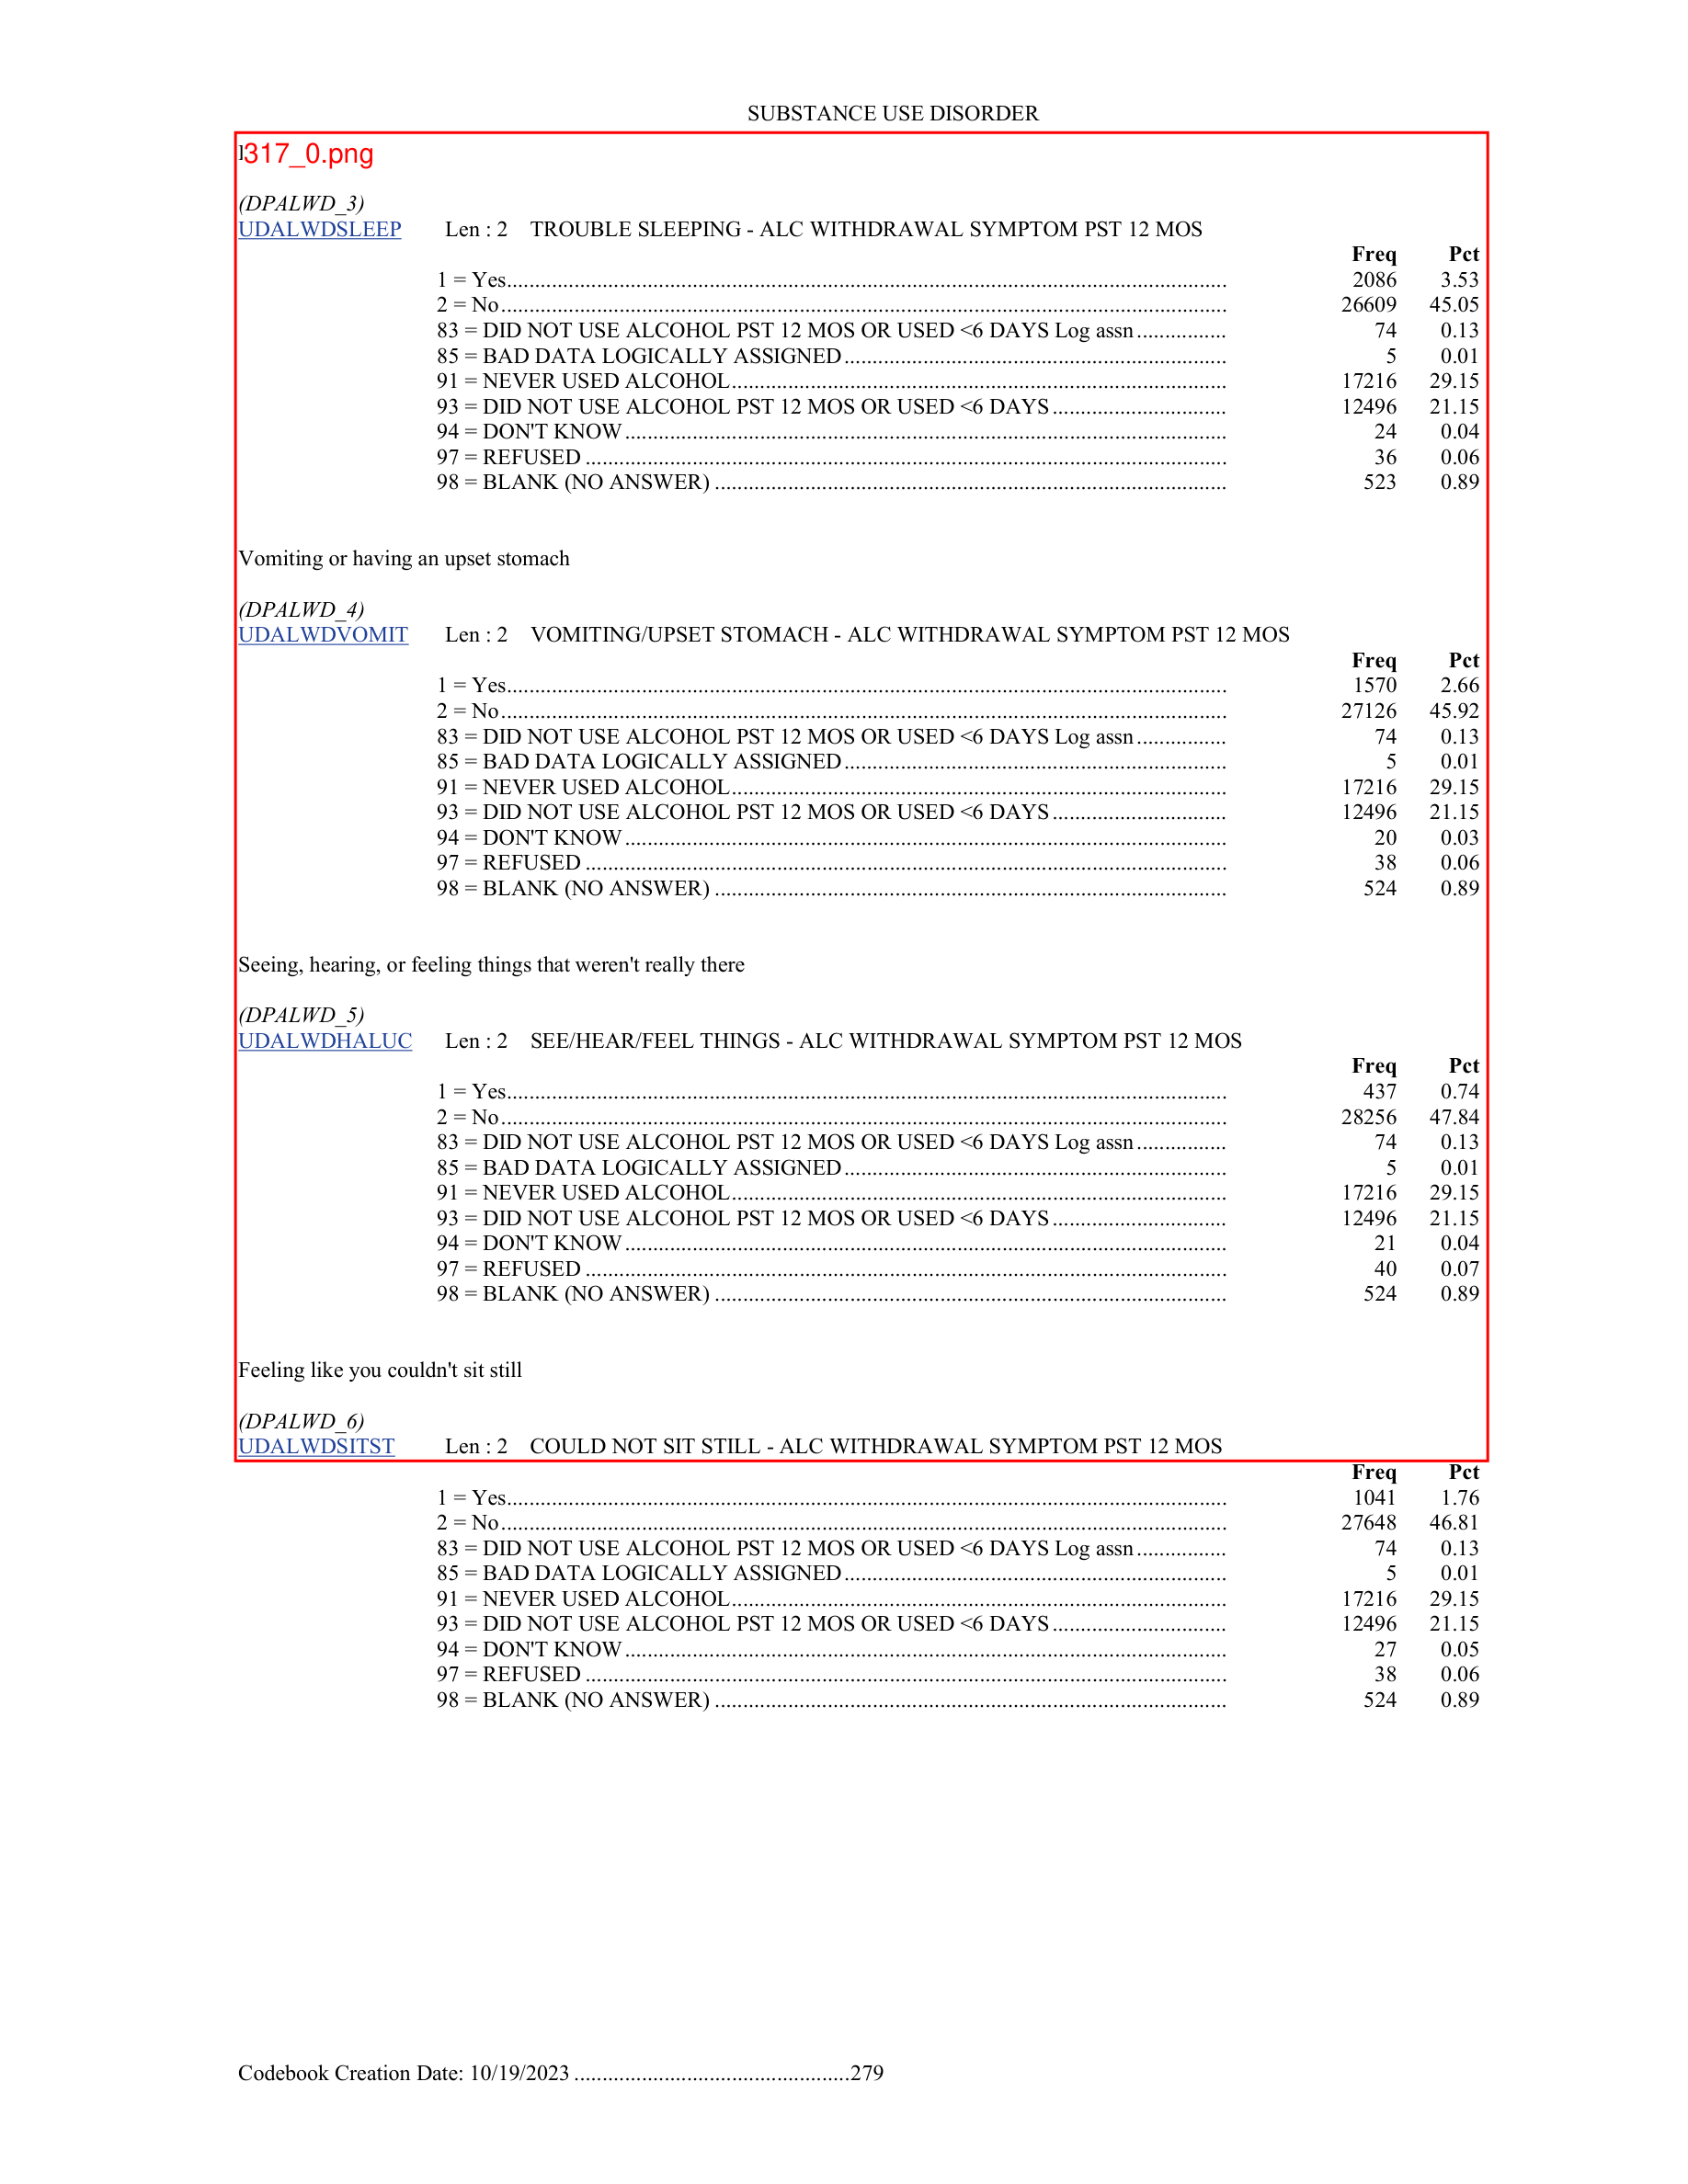 SUBSTANCE USE DISORDER
317_0.png
(DPALWD_3)
UDALWDSLEEP Len : 2 TROUBLE SLEEPING - ALC WITHDRAWAL SYMPTOM PST 12 MOS
Freq Pct
1 = Yes 2086 3.53
2 = No 26609 45.05
83 = DID NOT USE ALCOHOL PST 12 MOS OR USED <6 DAYS Log assn 74 0.13
85 = BAD DATA LOGICALLY ASSIGNED 5 0.01
91 = NEVER USED ALCOHOL 17216 29.15
93 = DID NOT USE ALCOHOL PST 12 MOS OR USED <6 DAYS 12496 21.15
94 = DON'T KNOW 24 0.04
97 = REFUSED 36 0.06
98 = BLANK (NO ANSWER) 523 0.89
Vomiting or having an upset stomach
(DPALWD_4)
UDALWDVOMIT Len : 2 VOMITING/UPSET STOMACH - ALC WITHDRAWAL SYMPTOM PST 12 MOS
Freq Pct
1 = Yes 1570 2.66
2 = No 27126 45.92
83 = DID NOT USE ALCOHOL PST 12 MOS OR USED <6 DAYS Log assn 74 0.13
85 = BAD DATA LOGICALLY ASSIGNED 5 0.01
91 = NEVER USED ALCOHOL 17216 29.15
93 = DID NOT USE ALCOHOL PST 12 MOS OR USED <6 DAYS 12496 21.15
94 = DON'T KNOW 20 0.03
97 = REFUSED 38 0.06
98 = BLANK (NO ANSWER) 524 0.89
Seeing, hearing, or feeling things that weren't really there
(DPALWD_5)
UDALWDHALUC Len : 2 SEE/HEAR/FEEL THINGS - ALC WITHDRAWAL SYMPTOM PST 12 MOS
Freq Pct
1 = Yes 437 0.74
2 = No 28256 47.84
83 = DID NOT USE ALCOHOL PST 12 MOS OR USED <6 DAYS Log assn 74 0.13
85 = BAD DATA LOGICALLY ASSIGNED 5 0.01
91 = NEVER USED ALCOHOL 17216 29.15
93 = DID NOT USE ALCOHOL PST 12 MOS OR USED <6 DAYS 12496 21.15
94 = DON'T KNOW 21 0.04
97 = REFUSED 40 0.07
98 = BLANK (NO ANSWER) 524 0.89
Feeling like you couldn't sit still
(DPALWD_6)
UDALWDSITST Len : 2 COULD NOT SIT STILL - ALC WITHDRAWAL SYMPTOM PST 12 MOS
Freq Pct
1 = Yes 1041 1.76
2 = No 27648 46.81
83 = DID NOT USE ALCOHOL PST 12 MOS OR USED <6 DAYS Log assn 74 0.13
85 = BAD DATA LOGICALLY ASSIGNED 5 0.01
91 = NEVER USED ALCOHOL 17216 29.15
93 = DID NOT USE ALCOHOL PST 12 MOS OR USED <6 DAYS 12496 21.15
94 = DON'T KNOW 27 0.05
97 = REFUSED 38 0.06
98 = BLANK (NO ANSWER) 524 0.89
Codebook Creation Date: 10/19/2023 279